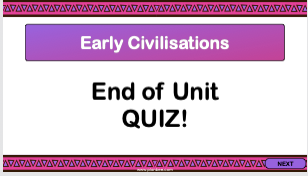 Early Civilisations
End of Unit
QUIZ!
NEXT